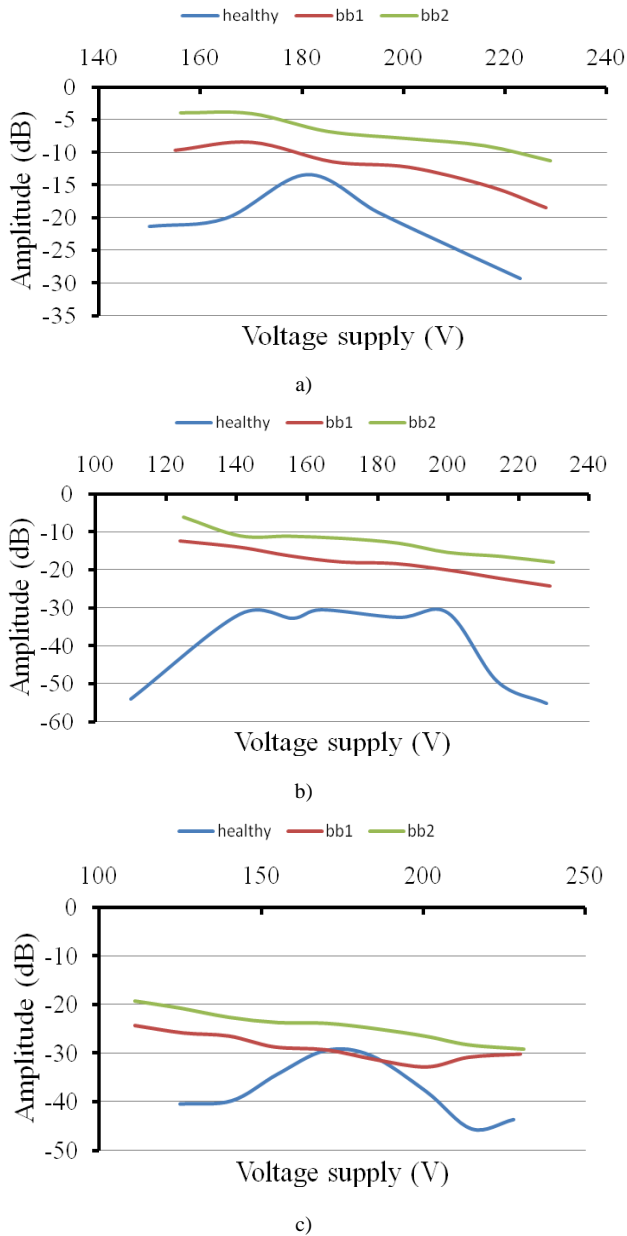 healthy bb1 bb2
140 160 180 200 220 240
0
-5
-10
-15
-20
-25
-30
-35
Amplitude (dB)
Voltage supply (V)
a)
healthy bb1 bb2
100 120 140 160 180 200 220 240
0
-10
-20
-30
-40
-50
-60
Amplitude (dB)
Voltage supply (V)
b)
healthy bb1 bb2
100 150 200 250
0
-10
-20
-30
-40
-50
Amplitude (dB)
Voltage supply (V)
c)